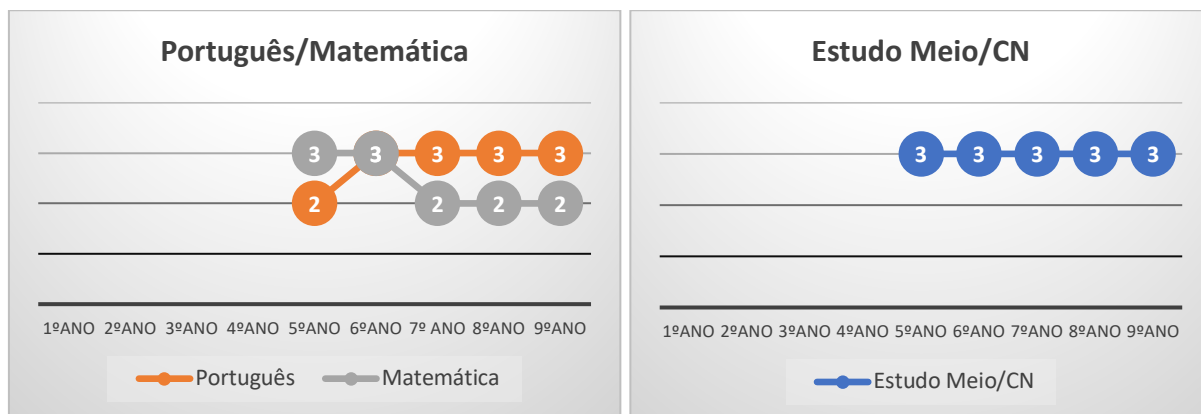 Português/Matemática
3 3 3 3 3
2 2 2 2
1ºANO 2ºANO 3ºANO 4ºANO 5ºANO 6ºANO 7º ANO 8ºANO 9ºANO
Português Matemática
Estudo Meio/CN
3 3 3 3 3
1ºANO 2ºANO 3ºANO 4ºANO 5ºANO 6ºANO 7ºANO 8ºANO 9ºANO
Estudo Meio/CN